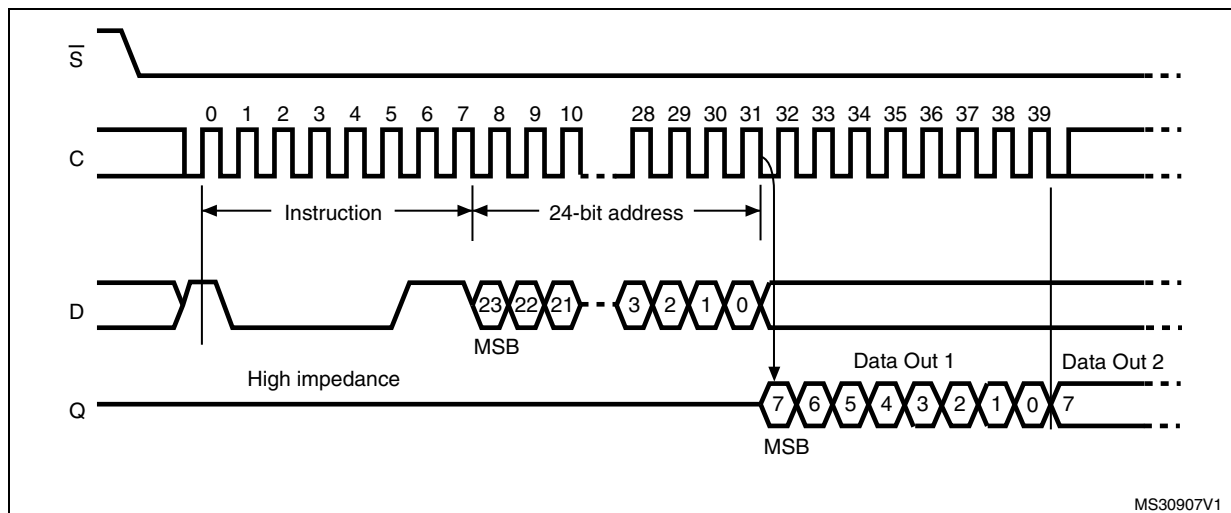 S̅
0 1 2 3 4 5 6 7 8 9 10 28 29 30 31 32 33 34 35 36 37 38 39
C
Instruction 24-bit address
D
23 22 21 3 2 1 0
MSB
High impedance Data Out 1 Data Out 2
Q
7 6 5 4 3 2 1 0 7
MSB
MS30907V1